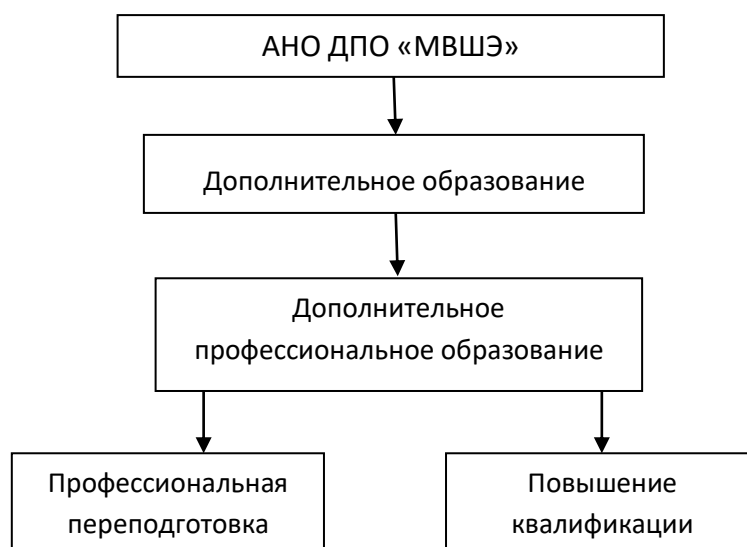 АНО ДПО «МВШЭ»
Дополнительное образование
Дополнительное
профессиональное образование
Профессиональная
переподготовка
Повышение
квалификации